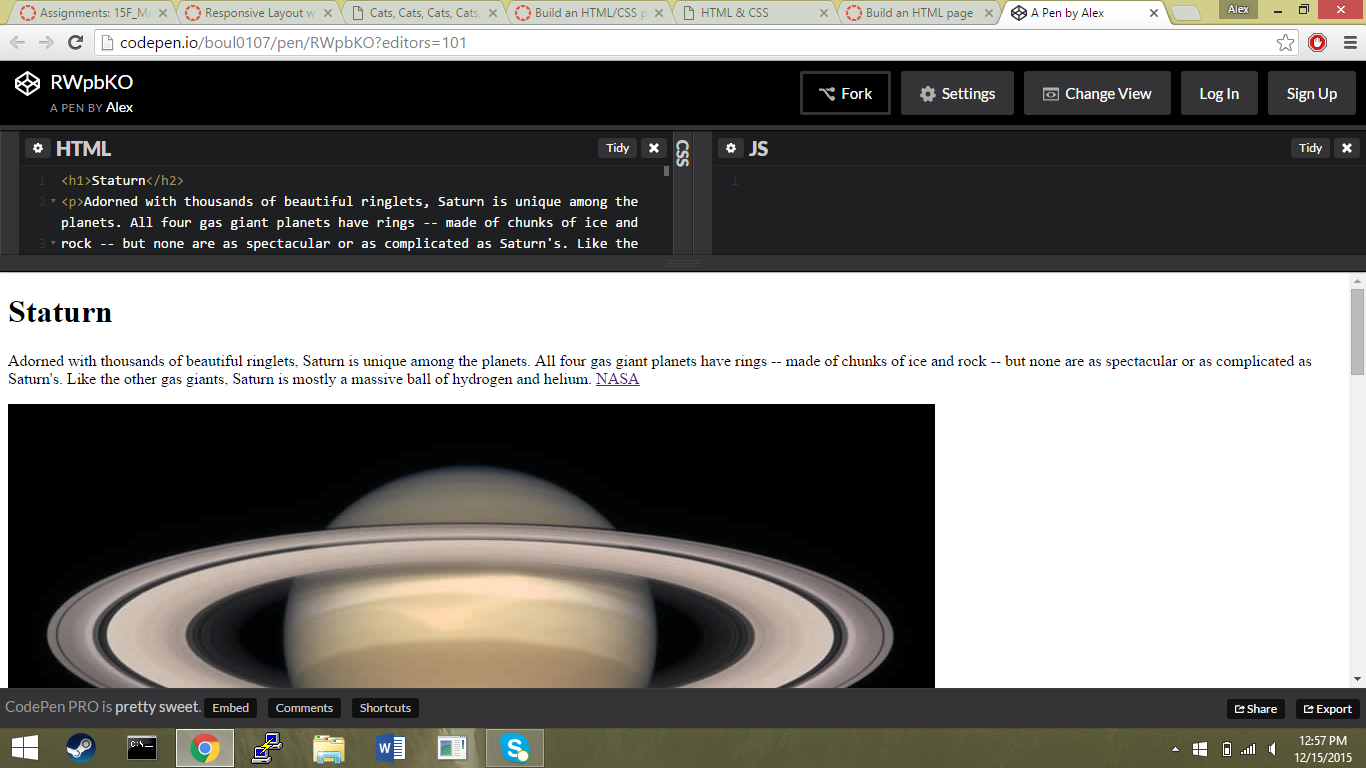 Assignments: 15F_MA
Responsive Layout w
Cats, Cats, Cats, Cats,
Build an HTML/CSS p
HTML & CSS
Build an HTML page
A Pen by Alex
Alex
codepen.io/boul0107/pen/RWpbKO?editors=101
RWpbKO
A PEN BY Alex
Fork
Settings
Change View
Log In
Sign Up
HTML
Tidy
CSS
JS
Tidy
1 <h1>Staturn</h2>
2 <p>Adorned with thousands of beautiful ringlets, Saturn is unique among the
planets. All four gas giant planets have rings -- made of chunks of ice and
3 rock -- but none are as spectacular or as complicated as Saturn's. Like the
1
Staturn
Adorned with thousands of beautiful ringlets, Saturn is unique among the planets. All four gas giant planets have rings -- made of chunks of ice and rock -- but none are as spectacular or as complicated as
Saturn's. Like the other gas giants, Saturn is mostly a massive ball of hydrogen and helium. NASA
CodePen PRO is pretty sweet.
Embed
Comments
Shortcuts
Share
Export
C:\_
W
S
12:57 PM
12/15/2015